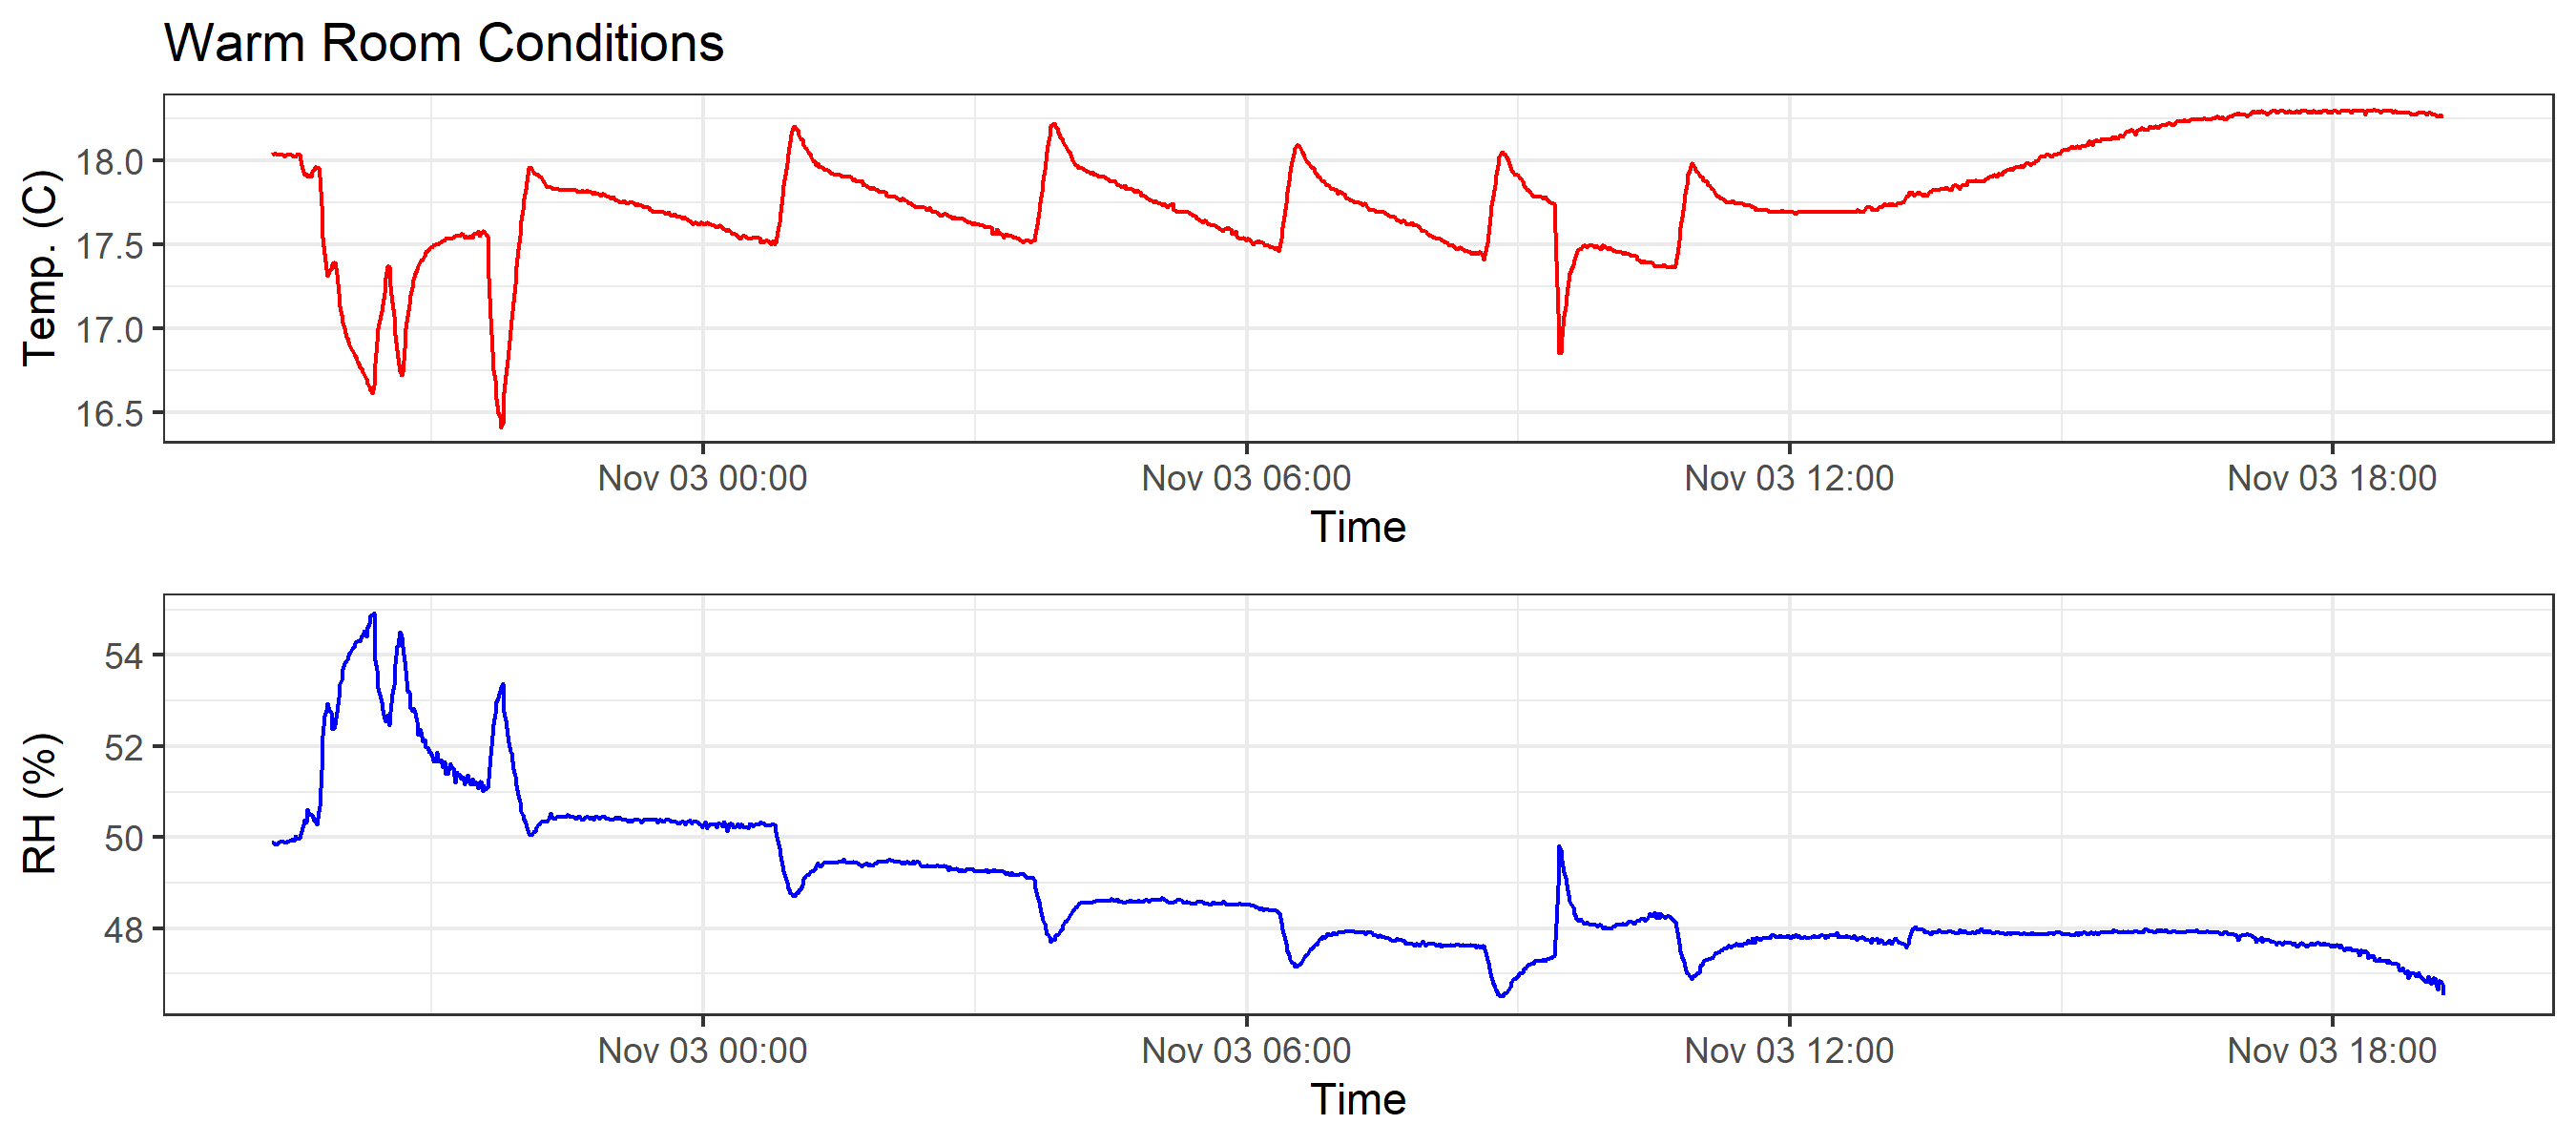 Warm Room Conditions
Temp. (C)
18.0
17.5
17.0
16.5
Nov 03 00:00 Nov 03 06:00 Nov 03 12:00 Nov 03 18:00
Time
RH (%)
54
52
50
48
Nov 03 00:00 Nov 03 06:00 Nov 03 12:00 Nov 03 18:00
Time